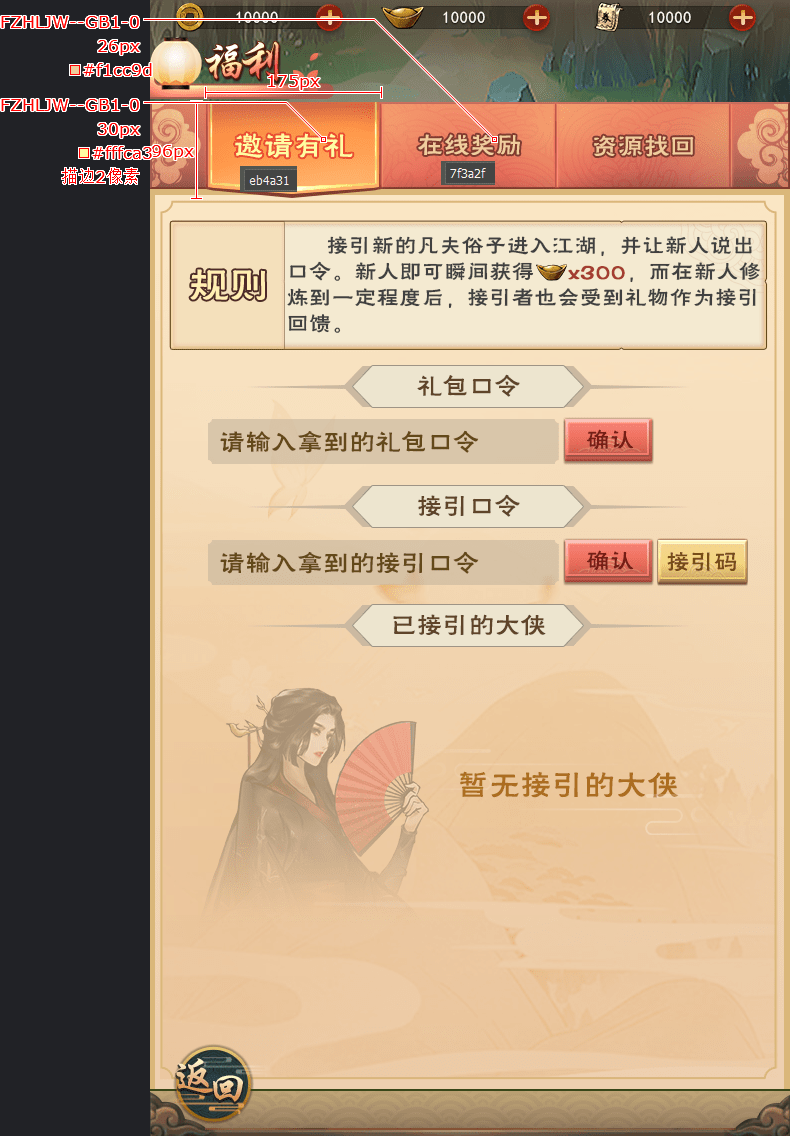 FZHLJW--GB1-0
10000
10000
10000
26px
#f1cc9d
福利
175px
FZHLJW--GB1-0
30px
#fffca3
96px
描边2像素
邀请有礼
在线奖励
资源找回
eb4a31
7f3a2f
规则
接引新的凡夫俗子进入江湖，并让新人说出
口令。新人即可瞬间获得x300，而在新人修
炼到一定程度后，接引者也会受到礼物作为接引
回馈。
礼包口令
请输入拿到的礼包口令
确认
接引口令
请输入拿到的接引口令
确认
接引码
已接引的大侠
暂无接引的大侠
返回